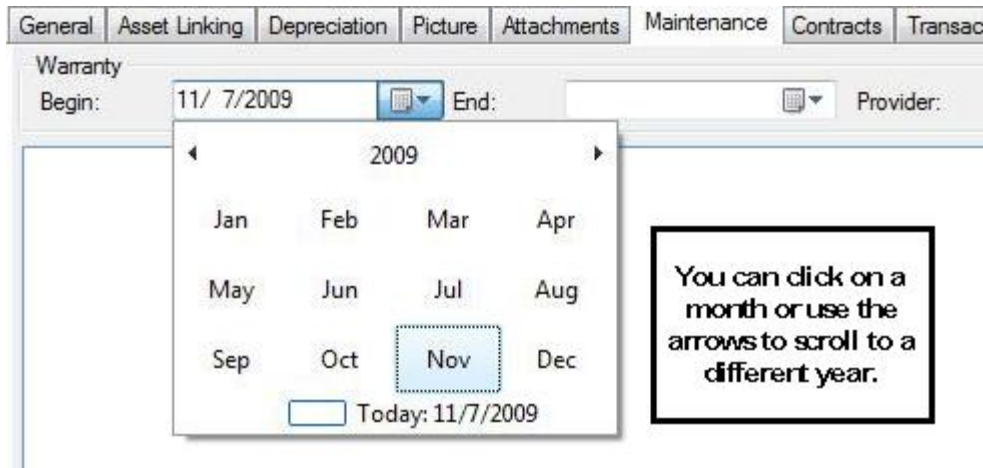 General Asset Linking Depreciation Picture Attachments Maintenance Contracts Transac
Warranty
Begin: 11/ 7/2009 End: Provider:
2009
Jan Feb Mar Apr
May Jun Jul Aug
Sep Oct Nov Dec
Today: 11/7/2009
You can click on a
month or use the
arrows to scroll to a
different year.